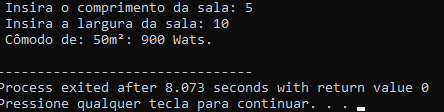 Insira o comprimento da sala: 5
Insira a largura da sala: 10
Cômodo de: 50m²: 900 Wats.
--------------------------------
Process exited after 8.073 seconds with return value 0
Pressione qualquer tecla para continuar. . .